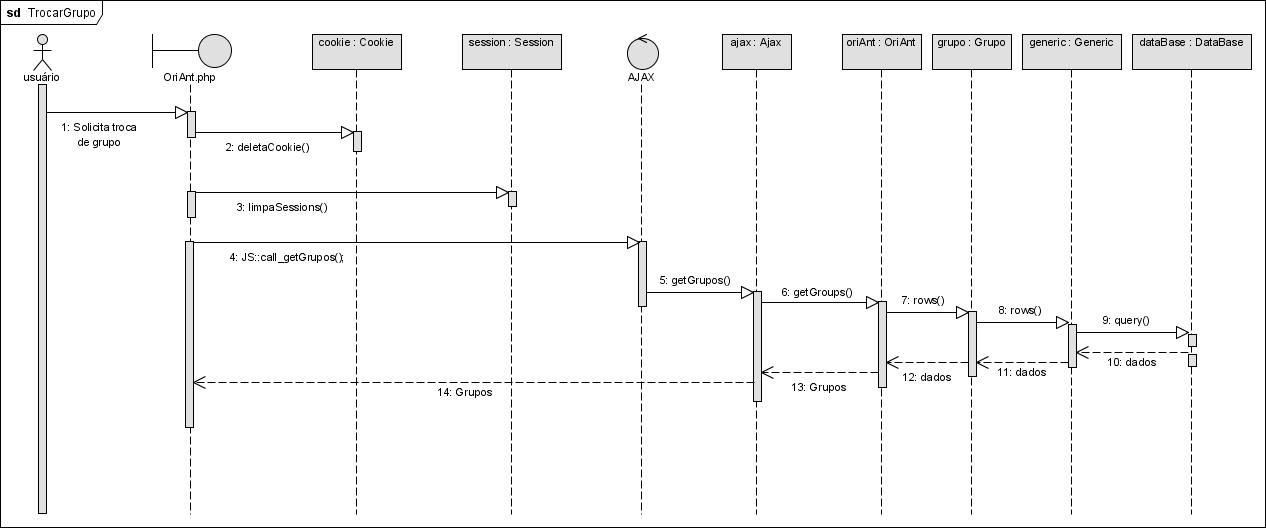 sd TrocarGrupo
usuário
OriAnt.php
cookie : Cookie
session : Session
AJAX
ajax : Ajax
oriAnt : OriAnt
grupo : Grupo
generic : Generic
dataBase : DataBase
1: Solicita troca
de grupo
2: deletaCookie()
3: limpaSessions()
4: JS::call_getGrupos();
5: getGrupos()
6: getGroups()
7: rows()
8: rows()
9: query()
10: dados
11: dados
12: dados
13: Grupos
14: Grupos